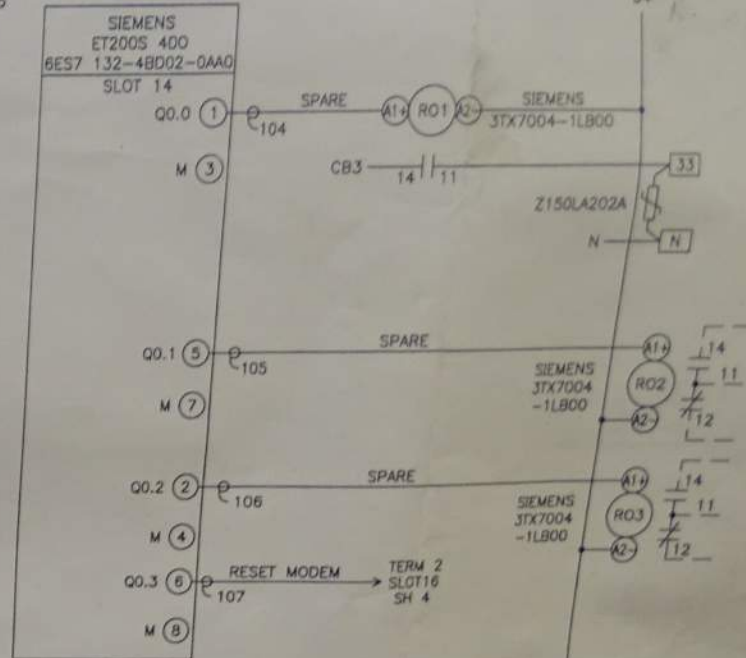 SIEMENS
ET200S 4DO
6ES7 132-4BD02-0AA0
SLOT 14
Q0.0 1 104 SPARE A1+ RO1 A2- SIEMENS
3TX7004-1LB00
M 3
CB3 14 11 33
Z150LA202A
N N
Q0.1 5 105 SPARE A1+ 14
SIEMENS
3TX7004
-1LB00
RO2 11
A2- 12
M 7
Q0.2 2 106 SPARE A1+ 14
SIEMENS
3TX7004
-1LB00
RO3 11
A2- 12
M 4
Q0.3 6 107 RESET MODEM TERM 2
SLOT16
SH 4
M 8